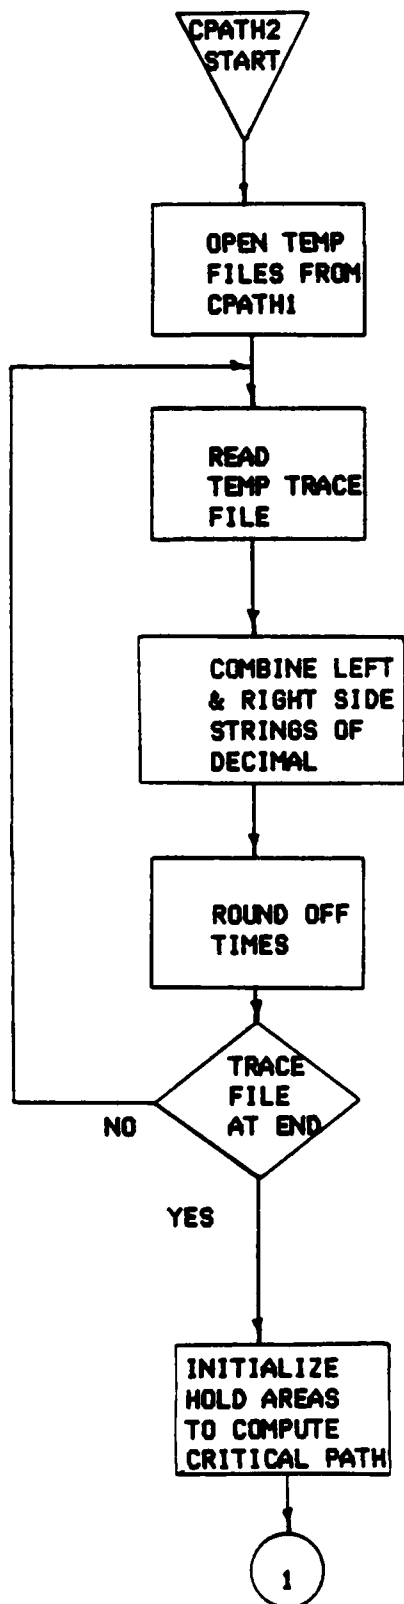 CPATH2
START
OPEN TEMP
FILES FROM
CPATH1
READ
TEMP TRACE
FILE
COMBINE LEFT
& RIGHT SIDE
STRINGS OF
DECIMAL
ROUND OFF
TIMES
TRACE
FILE
AT END
NO
YES
INITIALIZE
HOLD AREAS
TO COMPUTE
CRITICAL PATH
1